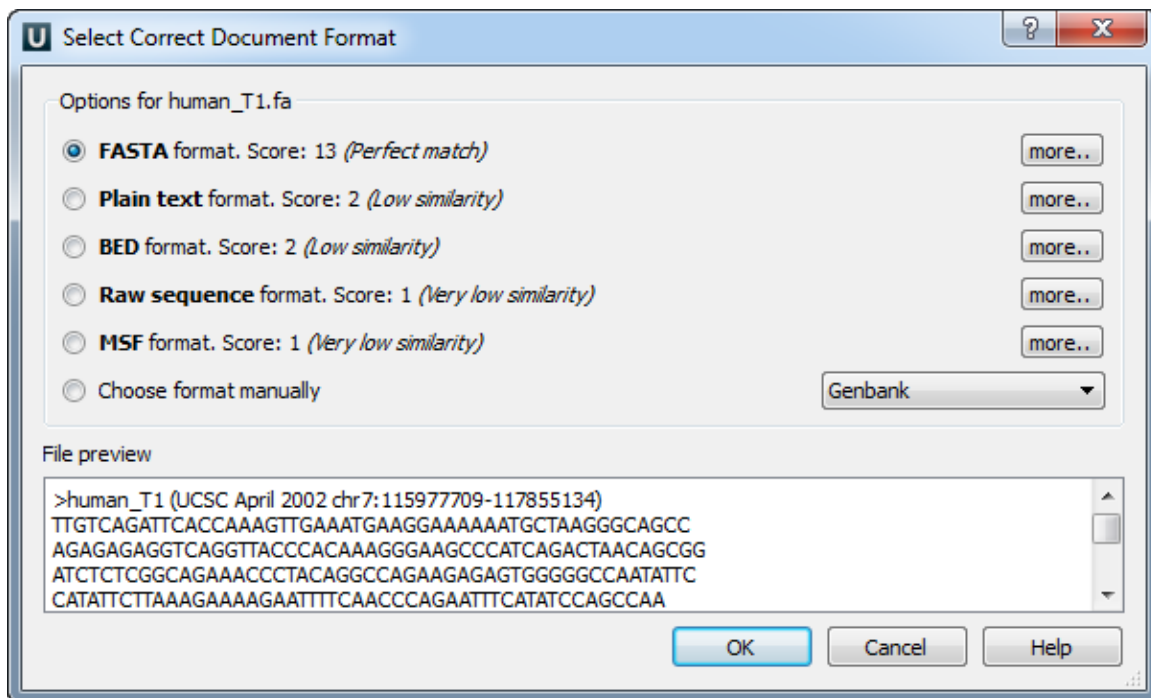 U Select Correct Document Format
Options for human_T1.fa
FASTA format. Score: 13 (Perfect match) more..
Plain text format. Score: 2 (Low similarity) more..
BED format. Score: 2 (Low similarity) more..
Raw sequence format. Score: 1 (Very low similarity) more..
MSF format. Score: 1 (Very low similarity) more..
Choose format manually Genbank
File preview
>human_T1 (UCSC April 2002 chr7:115977709-117855134)
TTGTCAGATTCACCAAAGTTGAAATGAAGGAAAAAATGCTAAGGGCAGCC
AGAGAGAGGTCAGGTTACCCACAAAGGGAAGCCCATCAGACTAACAGCGG
ATCTCTCGGCAGAAACCCTACAGGCCAGAAGAGAGTGGGGGCCAATATTC
CATATTCTTAAAGAAAAGAATTTTCAACCCAGAATTTCATATCCAGCCAA
OK Cancel Help